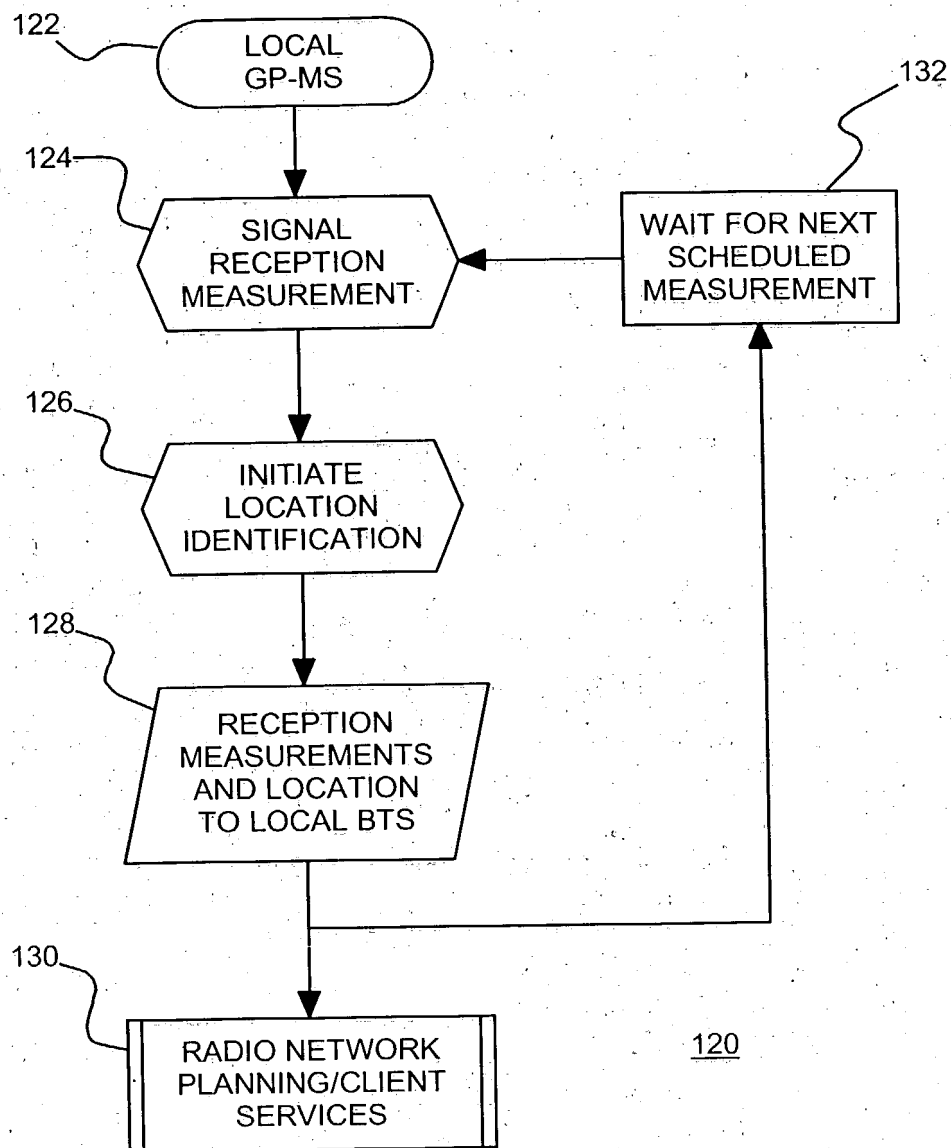 122
LOCAL
GP-MS
132
124
SIGNAL
RECEPTION
MEASUREMENT
WAIT FOR NEXT
SCHEDULED
MEASUREMENT
126
INITIATE
LOCATION
IDENTIFICATION
128
RECEPTION
MEASUREMENTS
AND LOCATION
TO LOCAL BTS
130
RADIO NETWORK
PLANNING/CLIENT
SERVICES
120